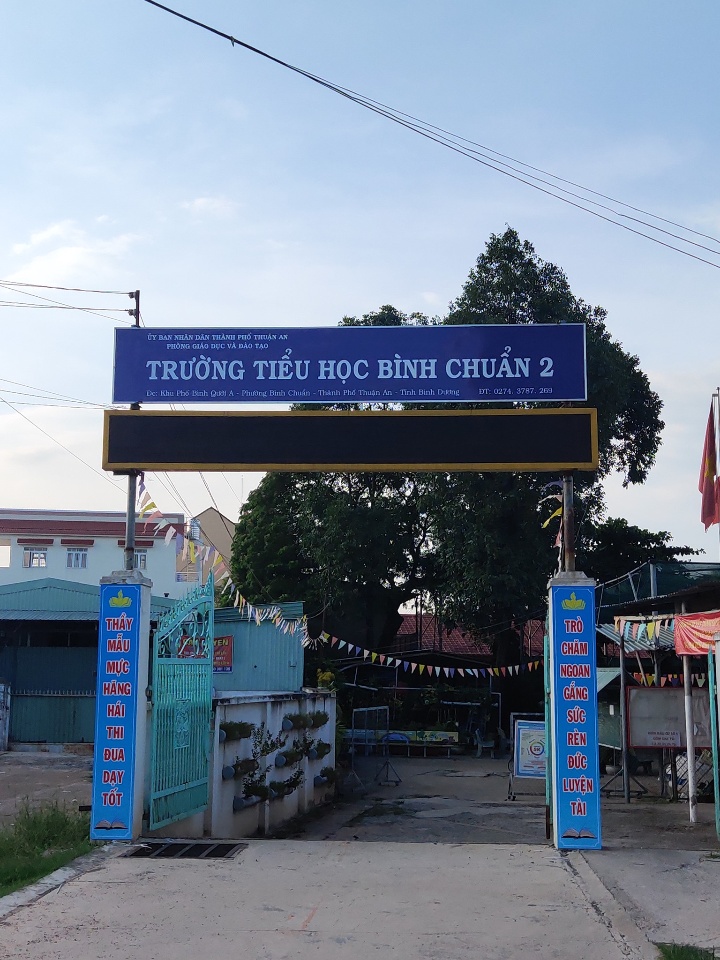 ỦY BAN NHÂN DÂN THÀNH PHỐ THUẬN AN
PHÒNG GIÁO DỤC VÀ ĐÀO TẠO
TRƯỜNG TIỂU HỌC BÌNH CHUẨN 2
Đc: Khu Phố Bình Qưới A - Phường Bình Chuẩn - Thành Phố Thuận An - Tỉnh Bình Dương ĐT: 0274. 3787. 269
THẦY
MẪU
MỰC
HĂNG
HÁI
THI
ĐUA
DẠY
TỐT
TRÒ
CHĂM
NGOAN
GẮNG
SỨC
RÈN
ĐỨC
LUYỆN
TÀI